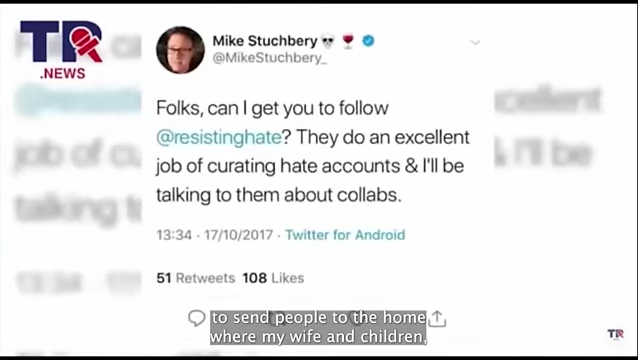 TR
.NEWS
Mike Stuchbery💀🍷
@MikeStuchbery_
Folks, can I get you to follow
@resistinghate? They do an excellent
job of curating hate accounts & I'll be
talking to them about collabs.
13:34 · 17/10/2017 · Twitter for Android
51 Retweets 108 Likes
to send people to the home
where my wife and children,
TR